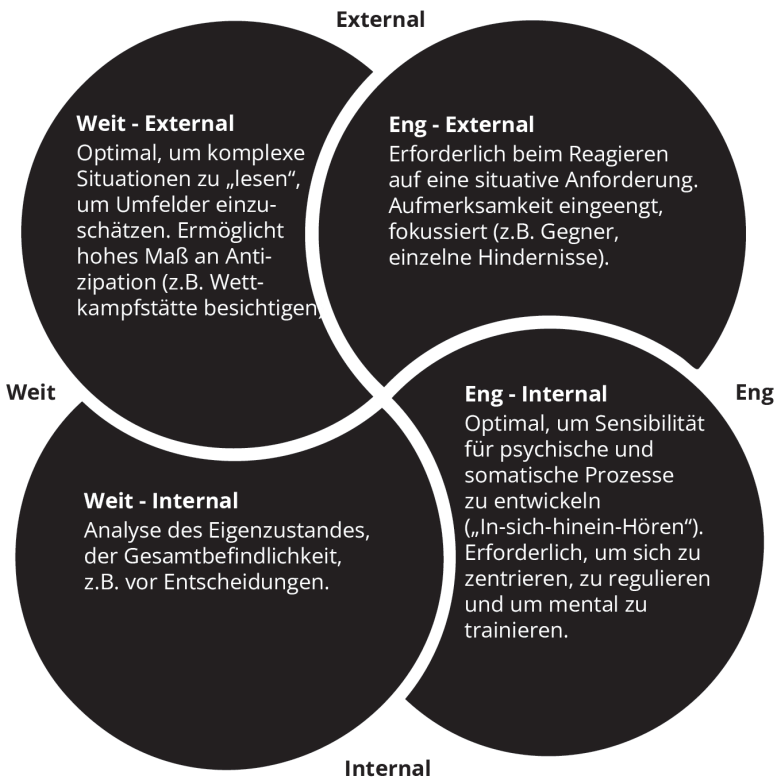 External
Weit - External
Optimal, um komplexe
Situationen zu „lesen“,
um Umfelder einzu-
schätzen. Ermöglicht
hohes Maß an Anti-
zipation (z.B. Wett-
kampfstätte besichtigen,
Eng - External
Erforderlich beim Reagieren
auf eine situative Anforderung.
Aufmerksamkeit eingeengt,
fokussiert (z.B. Gegner,
einzelne Hindernisse).
Weit
Eng
Weit - Internal
Analyse des Eigenzustandes,
der Gesamtbefindlichkeit,
z.B. vor Entscheidungen.
Eng - Internal
Optimal, um Sensibilität
für psychische und
somatische Prozesse
zu entwickeln
(„In-sich-hinein-Hören“).
Erforderlich, um sich zu
zentrieren, zu regulieren
und um mental zu
trainieren.
Internal